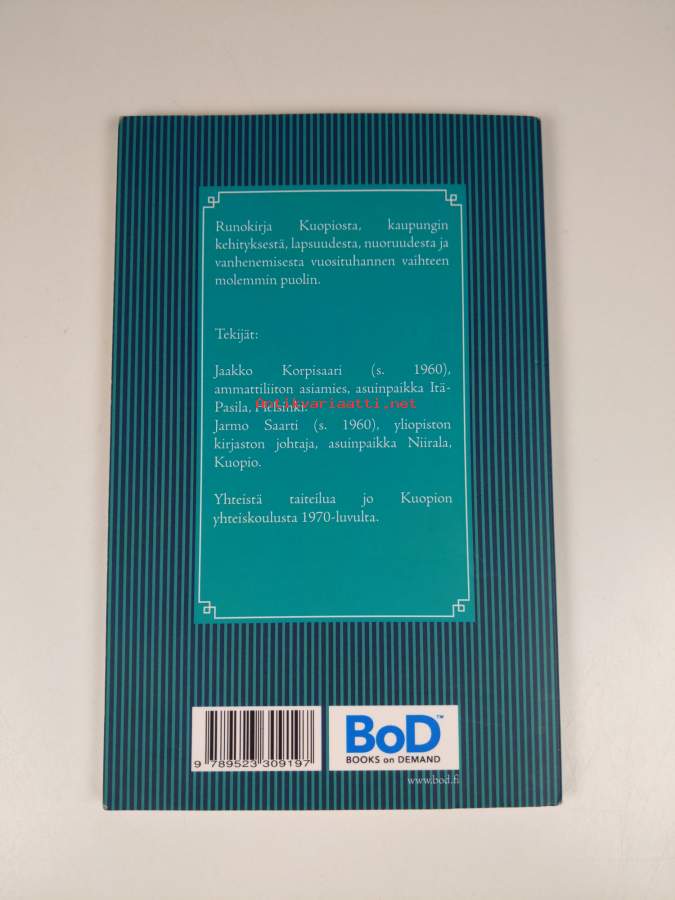 Runokirja Kuopiosta, kaupungin
kehityksestä, lapsuudesta, nuoruudesta ja
vanhenemisesta vuosituhannen vaihteen
molemmin puolin.
Tekijät:
Jaakko Korpisaari (s. 1960),
ammattiliiton asiamies, asuinpaikka Itä-
Pasila, Helsinki.
Antikvariaatti.net
Jarmo Saarti (s. 1960), yliopiston
kirjaston johtaja, asuinpaikka Niirala,
Kuopio.
Yhteistä taiteilua jo Kuopion
yhteiskoulusta 1970-luvulta.
9 789523 309197
BoD™
BOOKS on DEMAND
www.bod.fi